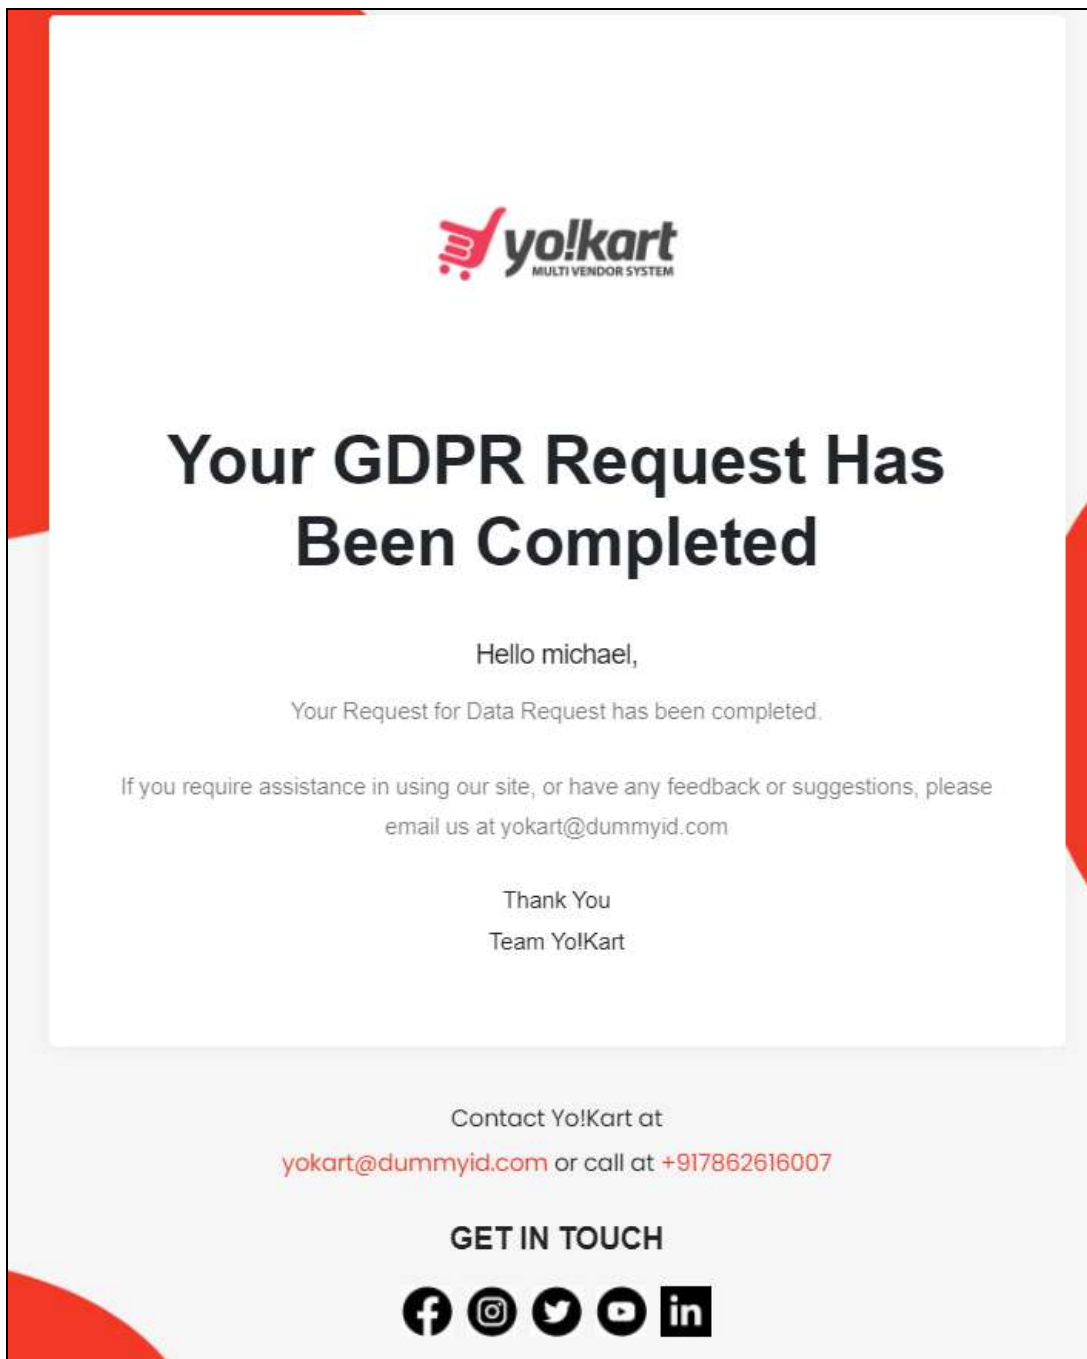 yo!kart
MULTI VENDOR SYSTEM
Your GDPR Request Has
Been Completed
Hello michael,
Your Request for Data Request has been completed.
If you require assistance in using our site, or have any feedback or suggestions, please
email us at yokart@dummyid.com
Thank You
Team Yo!Kart
Contact Yo!Kart at
yokart@dummyid.com or call at +917862616007
GET IN TOUCH
in